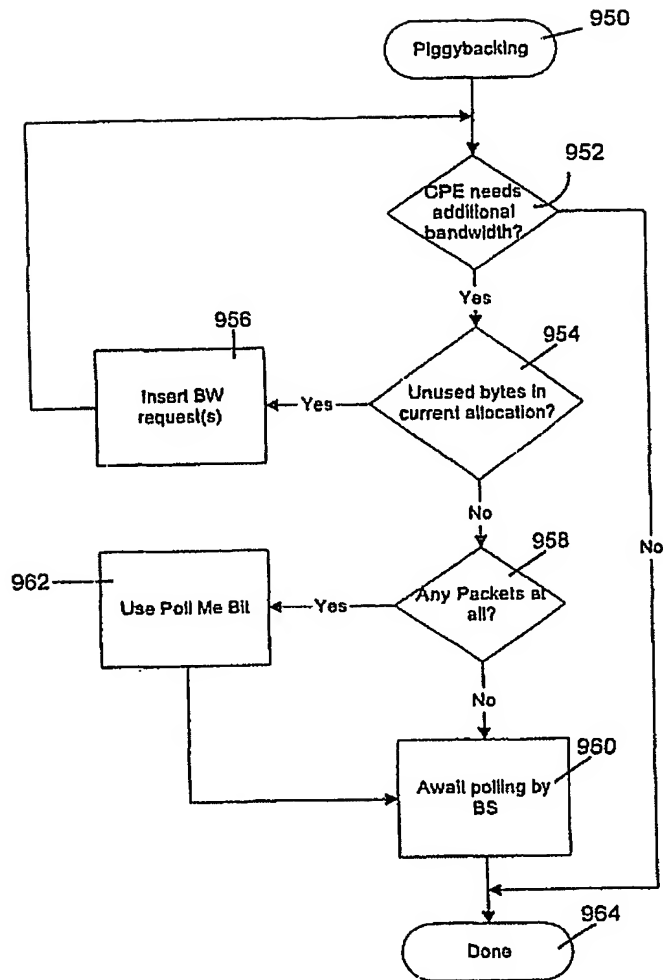 950
Piggybacking
952
CPE needs
additional
bandwidth?
Yes
956
954
Insert BW
request(s)
Yes
Unused bytes in
current allocation?
No
958
No
962
Use Poll Me Bit
Yes
Any Packets at
all?
No
960
Await polling by
BS
964
Done